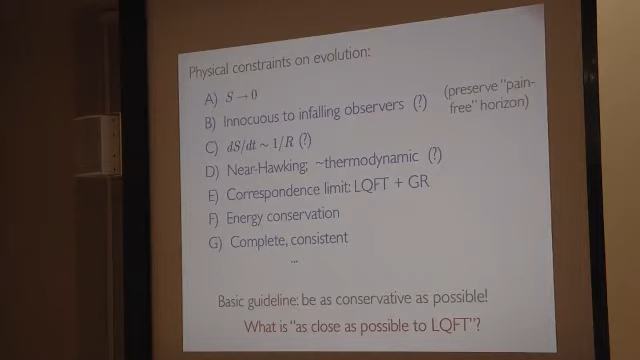 Physical constraints on evolution:
A) S → 0
B) Innocuous to infalling observers (?)
(preserve "pain-
free" horizon)
C) dS/dt ~ 1/R (?)
D) Near-Hawking; ~thermodynamic (?)
E) Correspondence limit: LQFT + GR
F) Energy conservation
G) Complete, consistent
...
Basic guideline: be as conservative as possible!
What is "as close as possible to LQFT"?